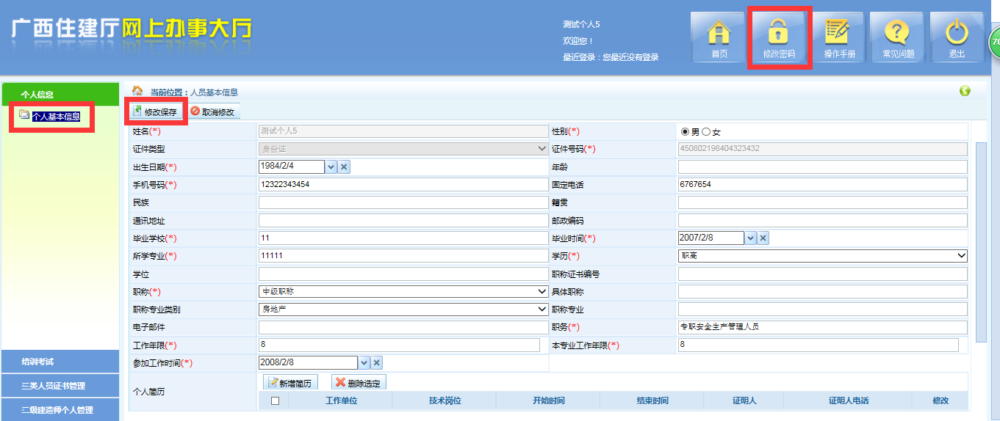 广西住建厅网上办事大厅
测试个人5
欢迎您！
最近登录：您最近没有登录
首页
修改密码
操作手册
常见问题
退出
个人信息
个人基本信息
培训考试
三类人员证书管理
二级建造师个人管理
当前位置：人员基本信息
修改保存 取消修改
姓名(*) 测试个人5 性别(*) 男 女
证件类型 身份证 证件号码(*) 450802198404323432
出生日期(*) 1984/2/4 年龄
手机号码(*) 12322343454 固定电话 6767654
民族 籍贯
通讯地址 邮政编码
毕业学校(*) 11 毕业时间(*) 2007/2/8
所学专业(*) 11111 学历(*) 职高
学位 职称证书编号
职称(*) 中级职称 具体职称
职称专业类别 房地产 职称专业
电子邮件 职务(*) 专职安全生产管理人员
工作年限(*) 8 本专业工作年限(*) 8
参加工作时间(*) 2008/2/8
个人简历 新增简历 删除选定
工作单位 技术岗位 开始时间 结束时间 证明人 证明人电话 修改